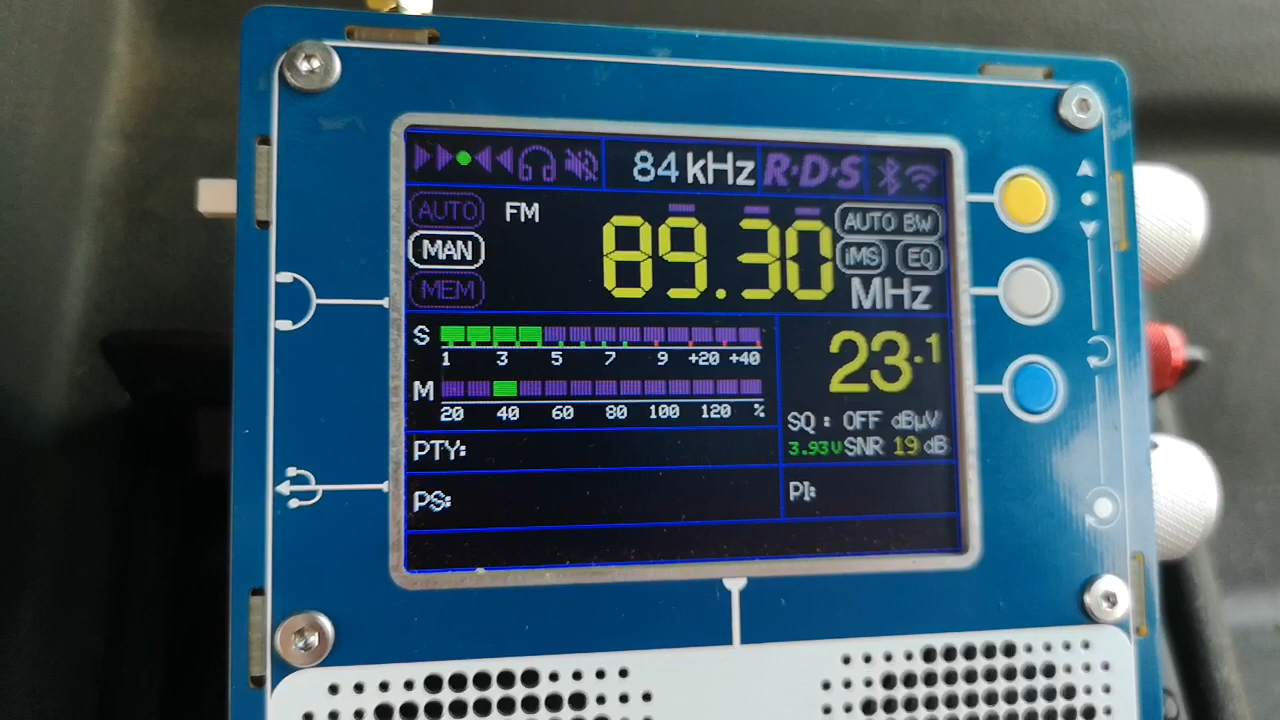 84 kHz R·D·S
AUTO FM 89.30 AUTO BW
MAN iMS EQ
MEM MHz
S
1 3 5 7 9 +20 +40
23.1
M
20 40 60 80 100 120 %
SQ: OFF dBµV
3.93V SNR 19 dB
PTY:
PS:
PI: